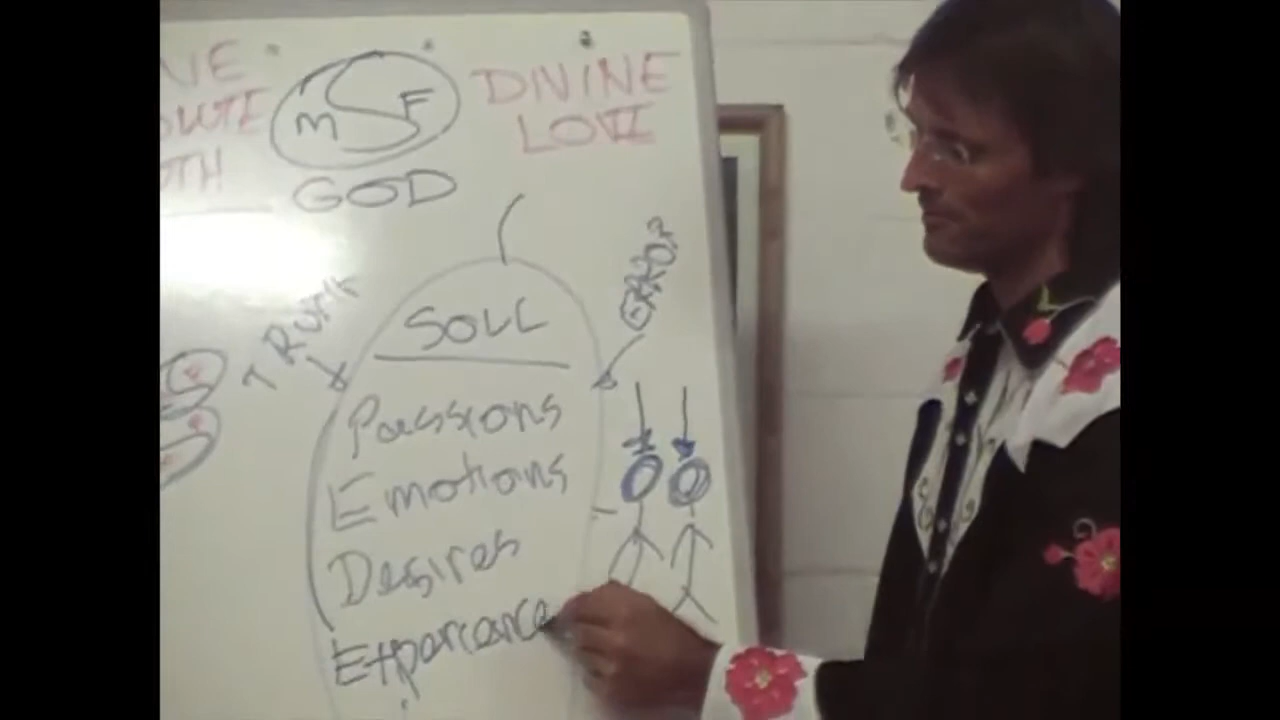 DIVINE
LOVE
M F
GOD
TRUTH
ERROR
SOUL
Passions
Emotions
Desires
Experience